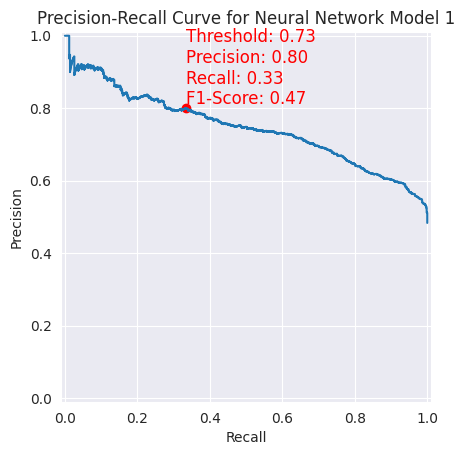 Precision-Recall Curve for Neural Network Model 1
Threshold: 0.73
Precision: 0.80
Recall: 0.33
F1-Score: 0.47
1.0
0.8
0.6
0.4
0.2
0.0
Precision
0.0 0.2 0.4 0.6 0.8 1.0
Recall